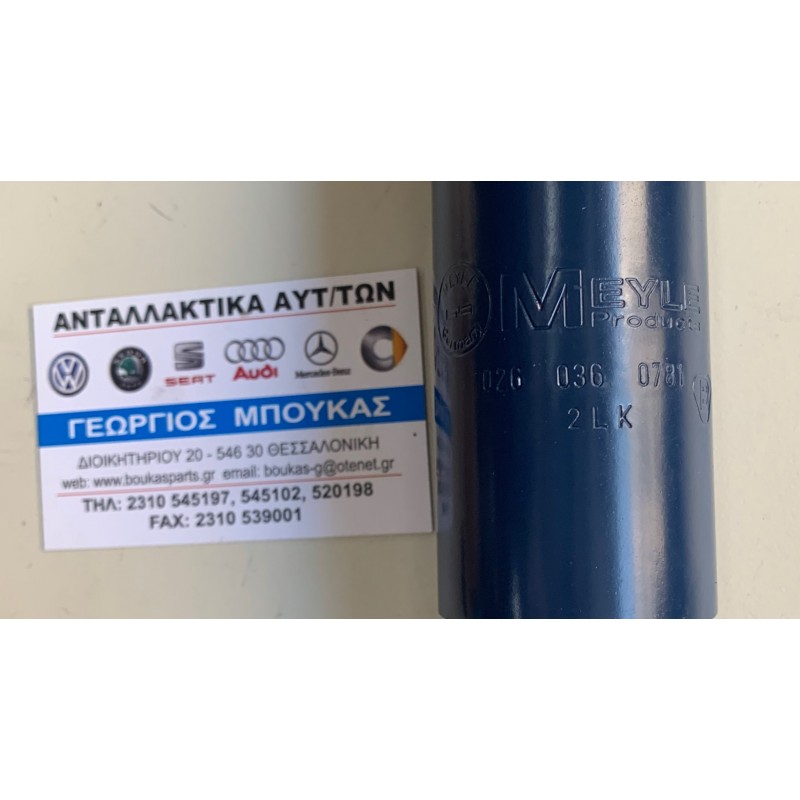 ΑΝΤΑΛΛΑΚΤΙΚΑ ΑΥΤ/ΤΩΝ
SEAT Audi Mercedes-Benz
ΓΕΩΡΓΙΟΣ ΜΠΟΥΚΑΣ
ΔΙΟΙΚΗΤΗΡΙΟΥ 20 - 546 30 ΘΕΣΣΑΛΟΝΙΚΗ
web: www.boukasparts.gr email: boukas-g@otenet.gr
ΤΗΛ: 2310 545197, 545102, 520198
FAX: 2310 539001
MEYLE
Product
026 036 0781
2LK